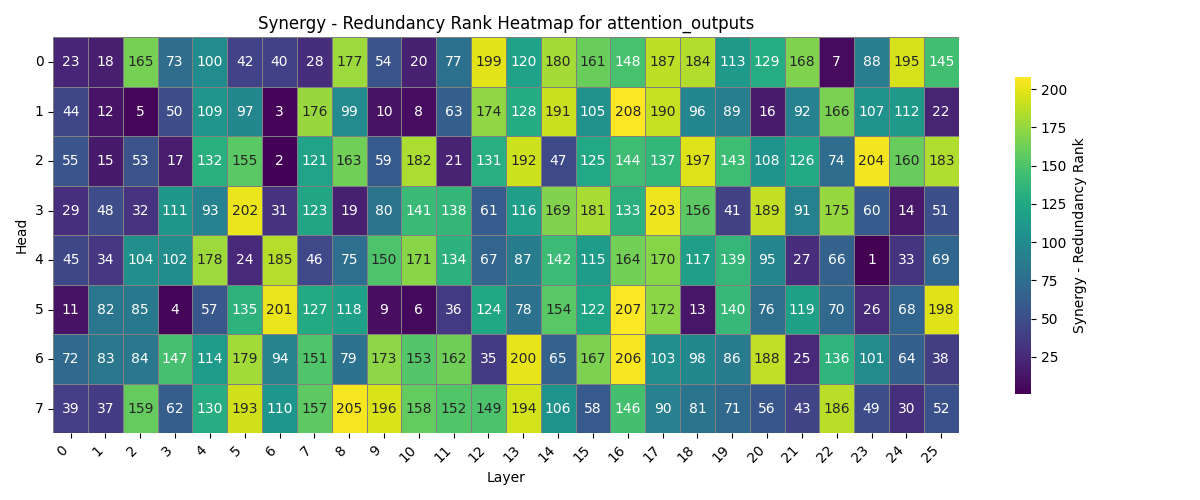 Synergy - Redundancy Rank Heatmap for attention_outputs
0 23 18 165 73 100 42 40 28 177 54 20 77 199 120 180 161 148 187 184 113 129 168 7 88 195 145
1 44 12 5 50 109 97 3 176 99 10 8 63 174 128 191 105 208 190 96 89 16 92 166 107 112 22
2 55 15 53 17 132 155 2 121 163 59 182 21 131 192 47 125 144 137 197 143 108 126 74 204 160 183
3 29 48 32 111 93 202 31 123 19 80 141 138 61 116 169 181 133 203 156 41 189 91 175 60 14 51
4 45 34 104 102 178 24 185 46 75 150 171 134 67 87 142 115 164 170 117 139 95 27 66 1 33 69
5 11 82 85 4 57 135 201 127 118 9 6 36 124 78 154 122 207 172 13 140 76 119 70 26 68 198
6 72 83 84 147 114 179 94 151 79 173 153 162 35 200 65 167 206 103 98 86 188 25 136 101 64 38
7 39 37 159 62 130 193 110 157 205 196 158 152 149 194 106 58 146 90 81 71 56 43 186 49 30 52
0 1 2 3 4 5 6 7 8 9 10 11 12 13 14 15 16 17 18 19 20 21 22 23 24 25
Layer
Head
200
175
150
125
100
75
50
25
Synergy - Redundancy Rank